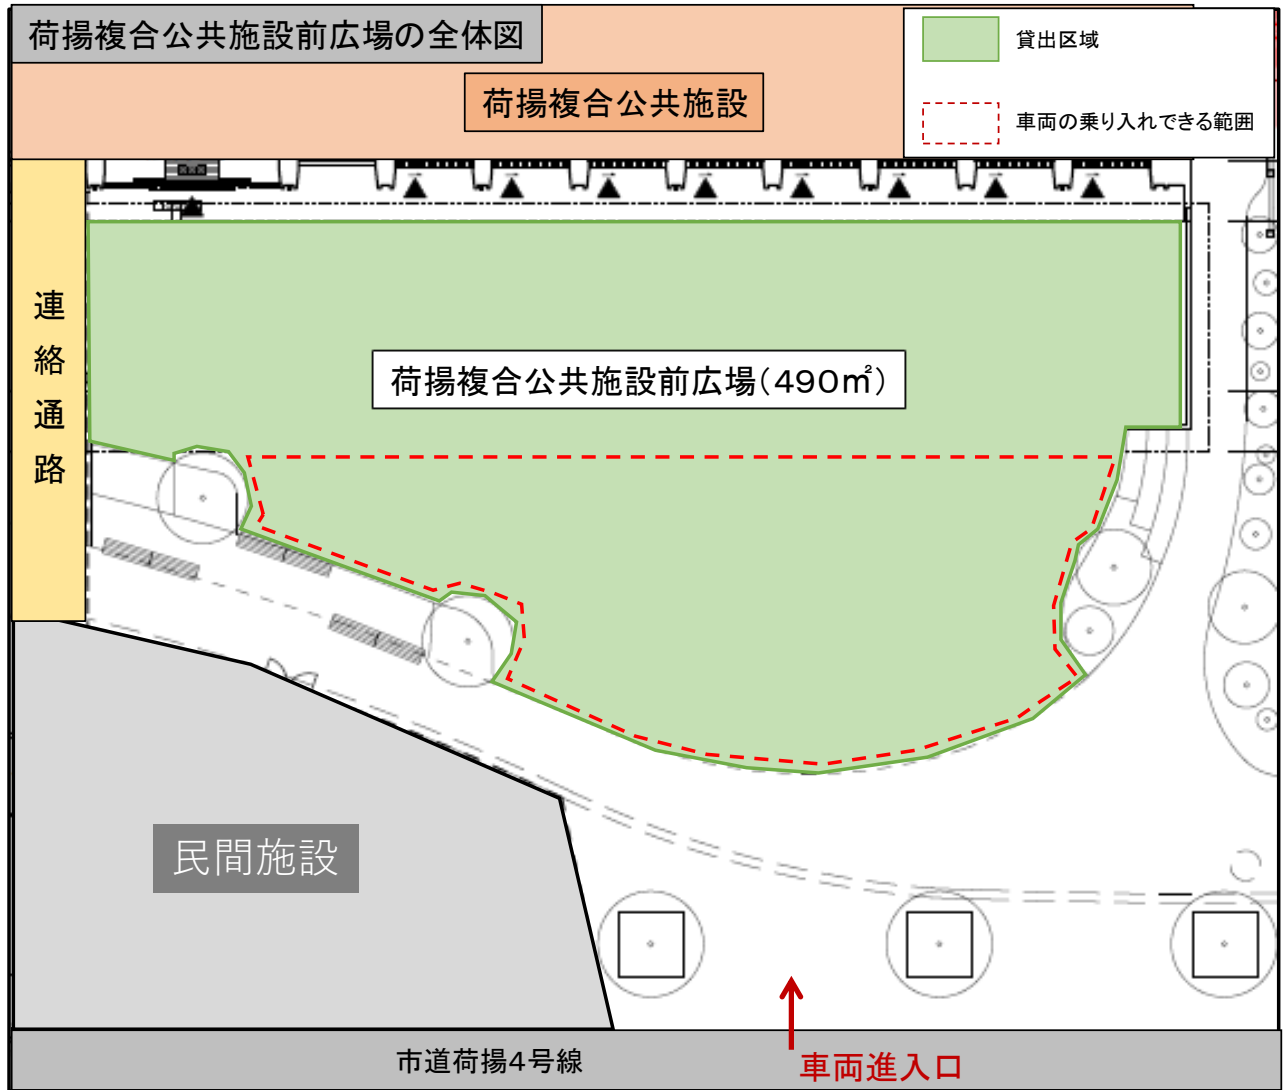 荷揚複合公共施設前広場の全体図
貸出区域
荷揚複合公共施設
車両の乗り入れできる範囲
連絡通路
荷揚複合公共施設前広場(490㎡)
民間施設
市道荷揚4号線
車両進入口